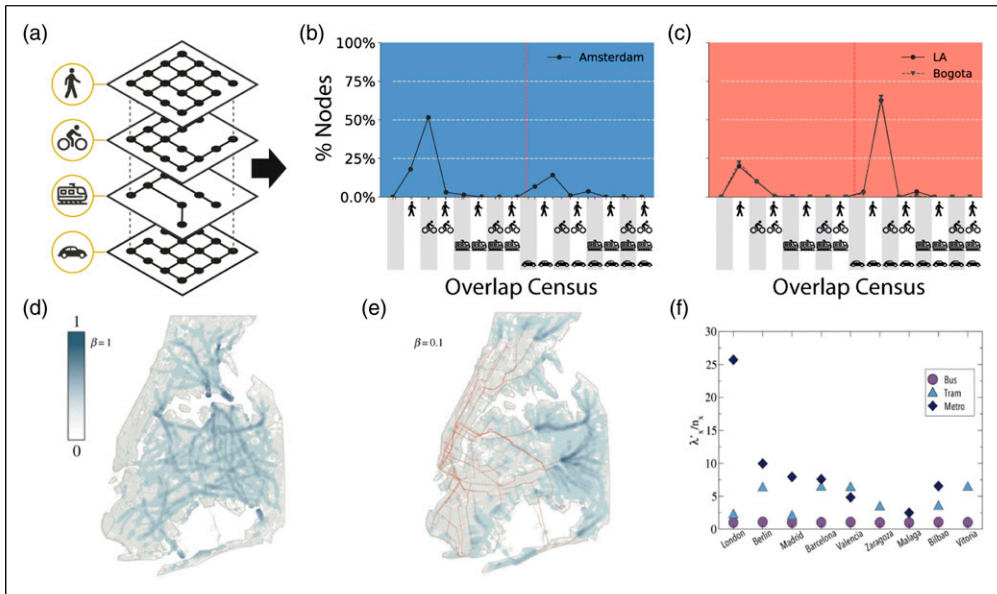 (a)
(b)
100%
75%
50%
25%
0.0%
% Nodes
Amsterdam
Overlap Census
(c)
LA
Bogota
Overlap Census
(d)
1
0
β=1
(e)
β=0.1
(f)
30
25
20
15
10
5
0
Bus
Tram
Metro
London
Berlin
Madrid
Barcelona
Valencia
Zaragoza
Malaga
Bilbao
Vitoria